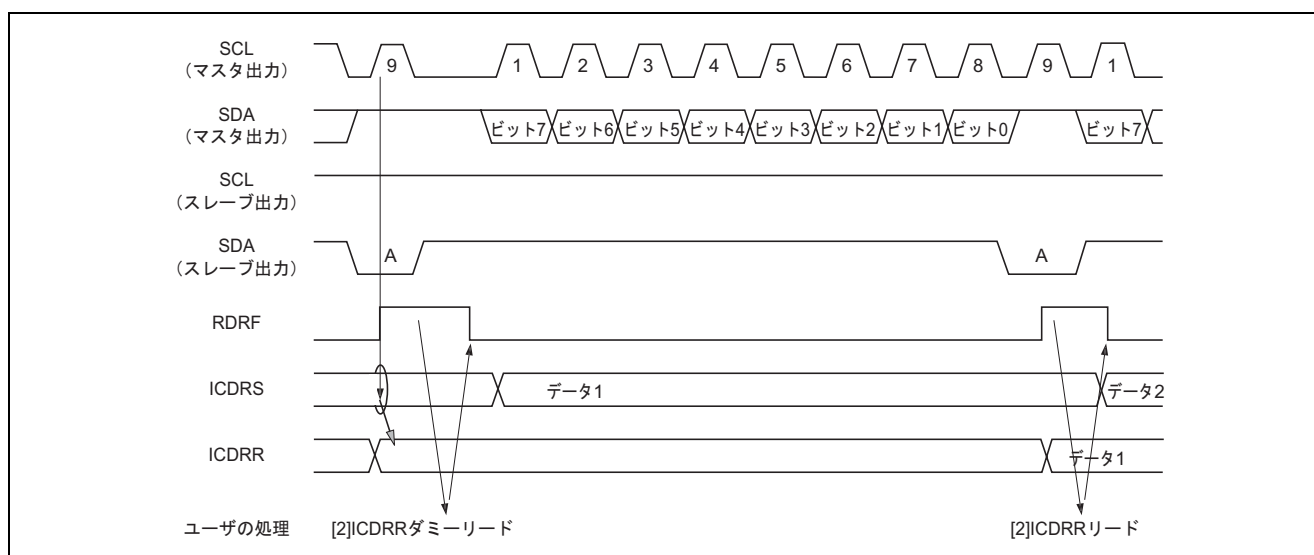 SCL
（マスタ出力）
9 1 2 3 4 5 6 7 8 9 1
SDA
（マスタ出力）
ビット7 ビット6 ビット5 ビット4 ビット3 ビット2 ビット1 ビット0 ビット7
SCL
（スレーブ出力）
SDA
（スレーブ出力）
A A
RDRF
ICDRS
データ1 データ2
ICDRR
データ1
ユーザの処理 [2]ICDRRダミーリード [2]ICDRRリード